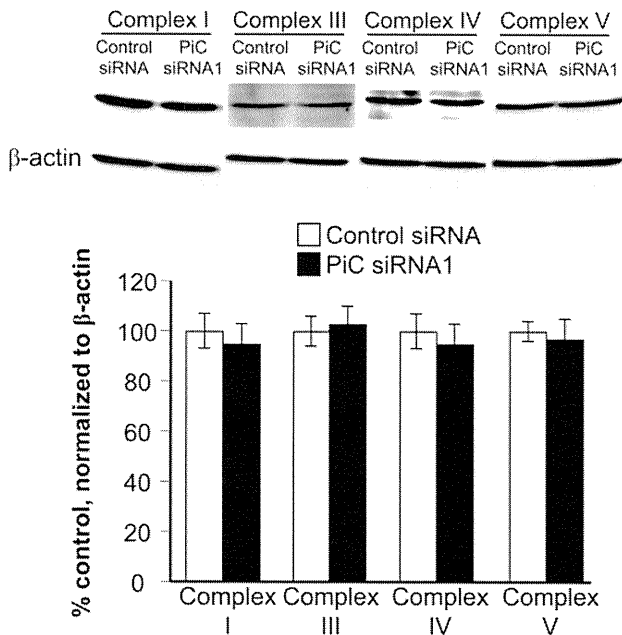 Complex I Complex III Complex IV Complex V
Control PiC Control PiC Control PiC Control PiC
siRNA siRNA1 siRNA siRNA1 siRNA siRNA1 siRNA siRNA1
β-actin
Control siRNA
PiC siRNA1
% control, normalized to β-actin
120
100
80
60
40
20
0
Complex Complex Complex Complex
I III IV V